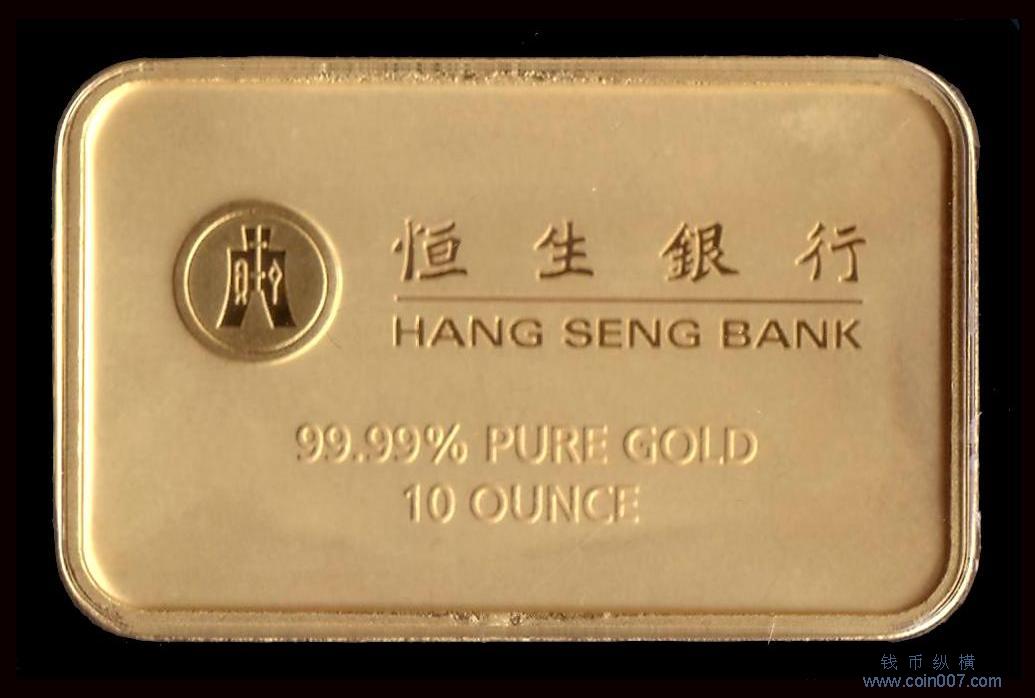 恒生銀行
HANG SENG BANK
99.99% PURE GOLD
10 OUNCE
钱币纵横
www.coin007.com